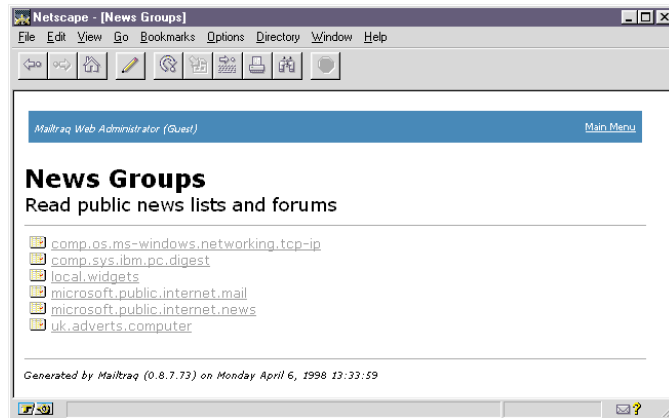 Netscape - [News Groups]
File Edit View Go Bookmarks Options Directory Window Help
Mailtraq Web Administrator (Guest) Main Menu
News Groups
Read public news lists and forums
comp.os.ms-windows.networking.tcp-ip
comp.sys.ibm.pc.digest
local.widgets
microsoft.public.internet.mail
microsoft.public.internet.news
uk.adverts.computer
Generated by Mailtraq (0.8.7.73) on Monday April 6, 1998 13:33:59